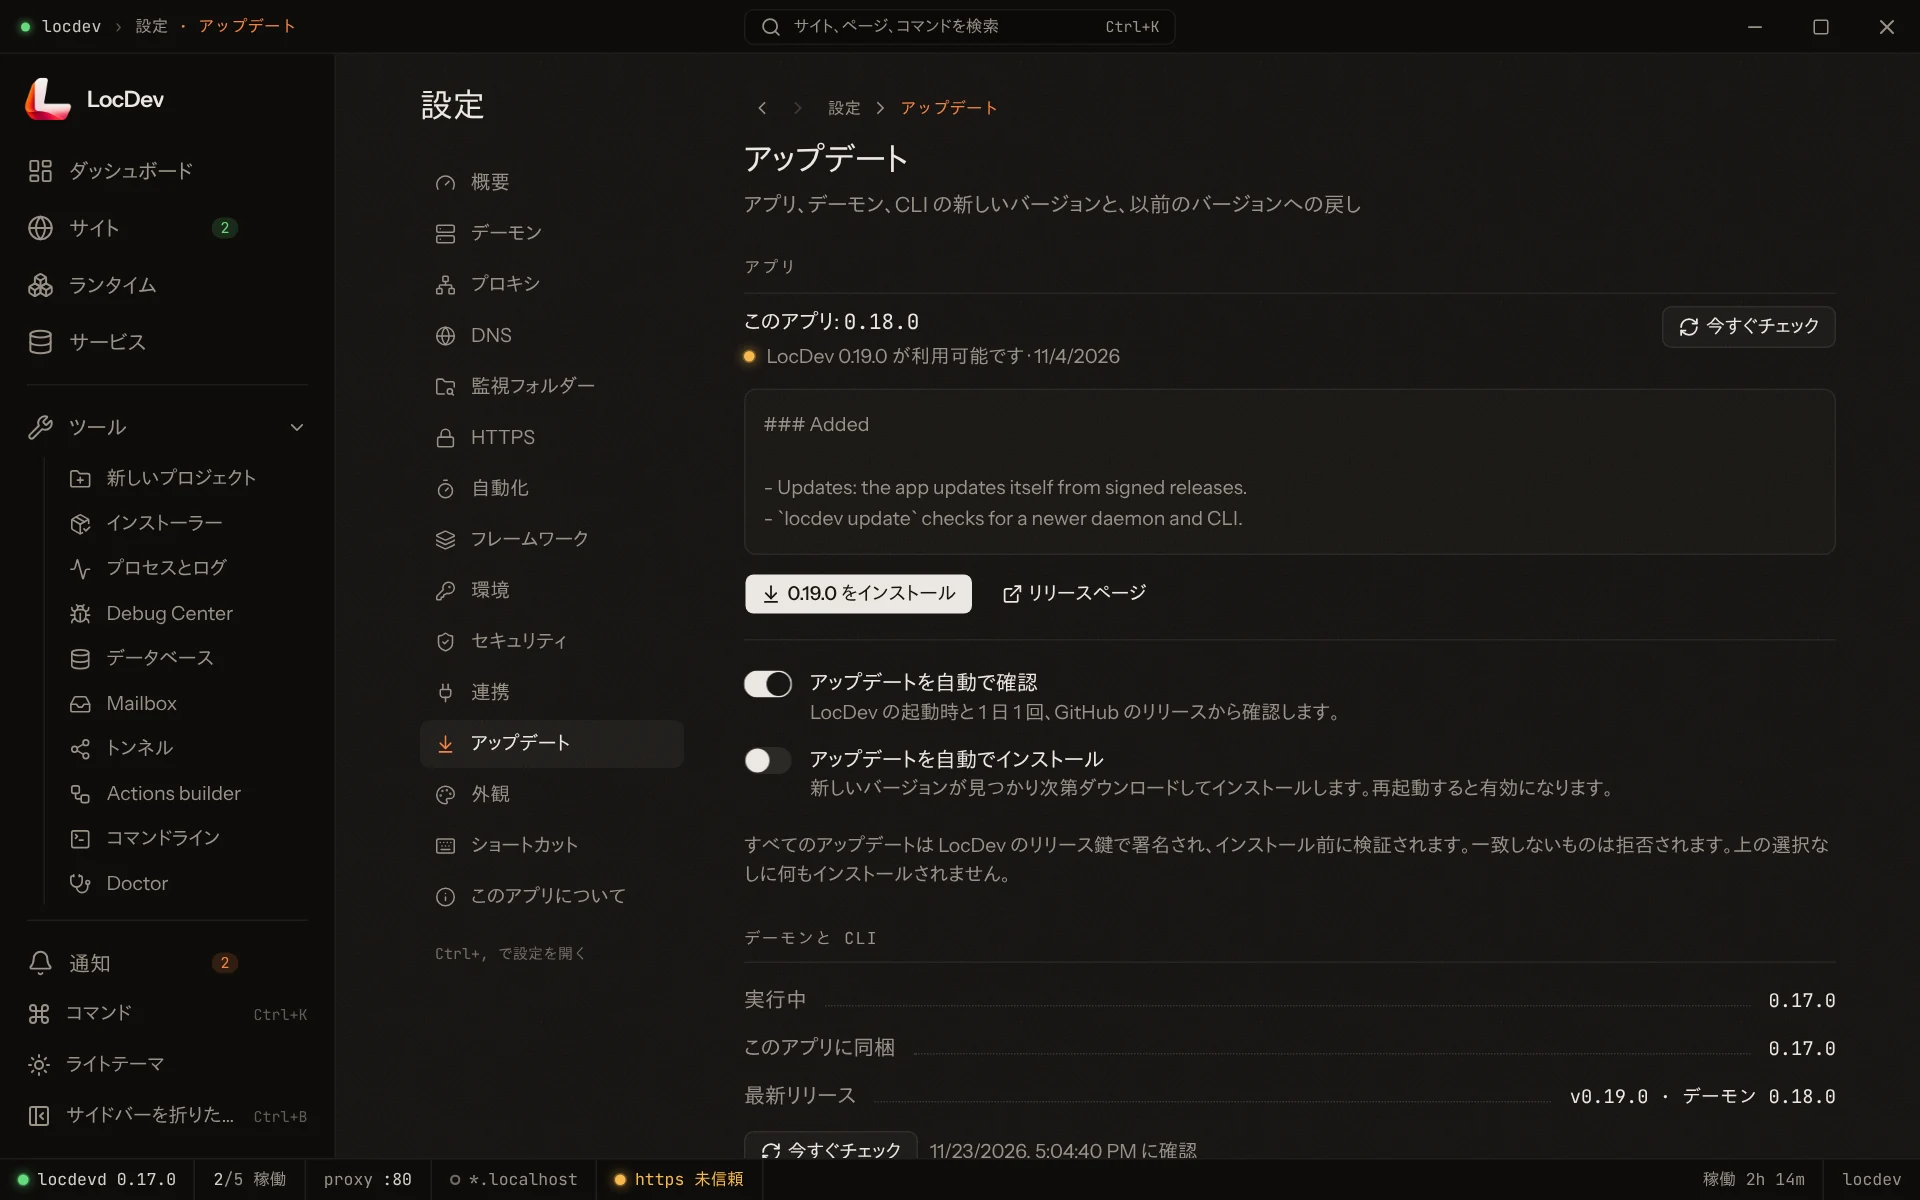 locdev › 設定 · アップデート
サイト、ページ、コマンドを検索 Ctrl+K
LocDev
ダッシュボード
サイト 2
ランタイム
サービス
ツール
新しいプロジェクト
インストーラー
プロセスとログ
Debug Center
データベース
Mailbox
トンネル
Actions builder
コマンドライン
Doctor
通知 2
コマンド Ctrl+K
ライトテーマ
サイドバーを折りた... Ctrl+B
設定
概要
デーモン
プロキシ
DNS
監視フォルダー
HTTPS
自動化
フレームワーク
環境
セキュリティ
連携
アップデート
外観
ショートカット
このアプリについて
Ctrl+, で設定を開く
設定 アップデート
アップデート
アプリ、デーモン、CLI の新しいバージョンと、以前のバージョンへの戻し
アプリ
このアプリ: 0.18.0
今すぐチェック
LocDev 0.19.0 が利用可能です · 11/4/2026
### Added
- Updates: the app updates itself from signed releases.
- `locdev update` checks for a newer daemon and CLI.
0.19.0 をインストール
リリースページ
アップデートを自動で確認
LocDev の起動時と 1 日 1 回、GitHub のリリースから確認します。
アップデートを自動でインストール
新しいバージョンが見つかり次第ダウンロードしてインストールします。再起動すると有効になります。
すべてのアップデートは LocDev のリリース鍵で署名され、インストール前に検証されます。一致しないものは拒否されます。上の選択な
しに何もインストールされません。
デーモンと CLI
実行中 0.17.0
このアプリに同梱 0.17.0
最新リリース v0.19.0 · デーモン 0.18.0
今すぐチェック 11/23/2026, 5:04:40 PM に確認
locdevd 0.17.0 2/5 稼働 proxy :80 *.localhost https 未信頼 稼働 2h 14m locdev